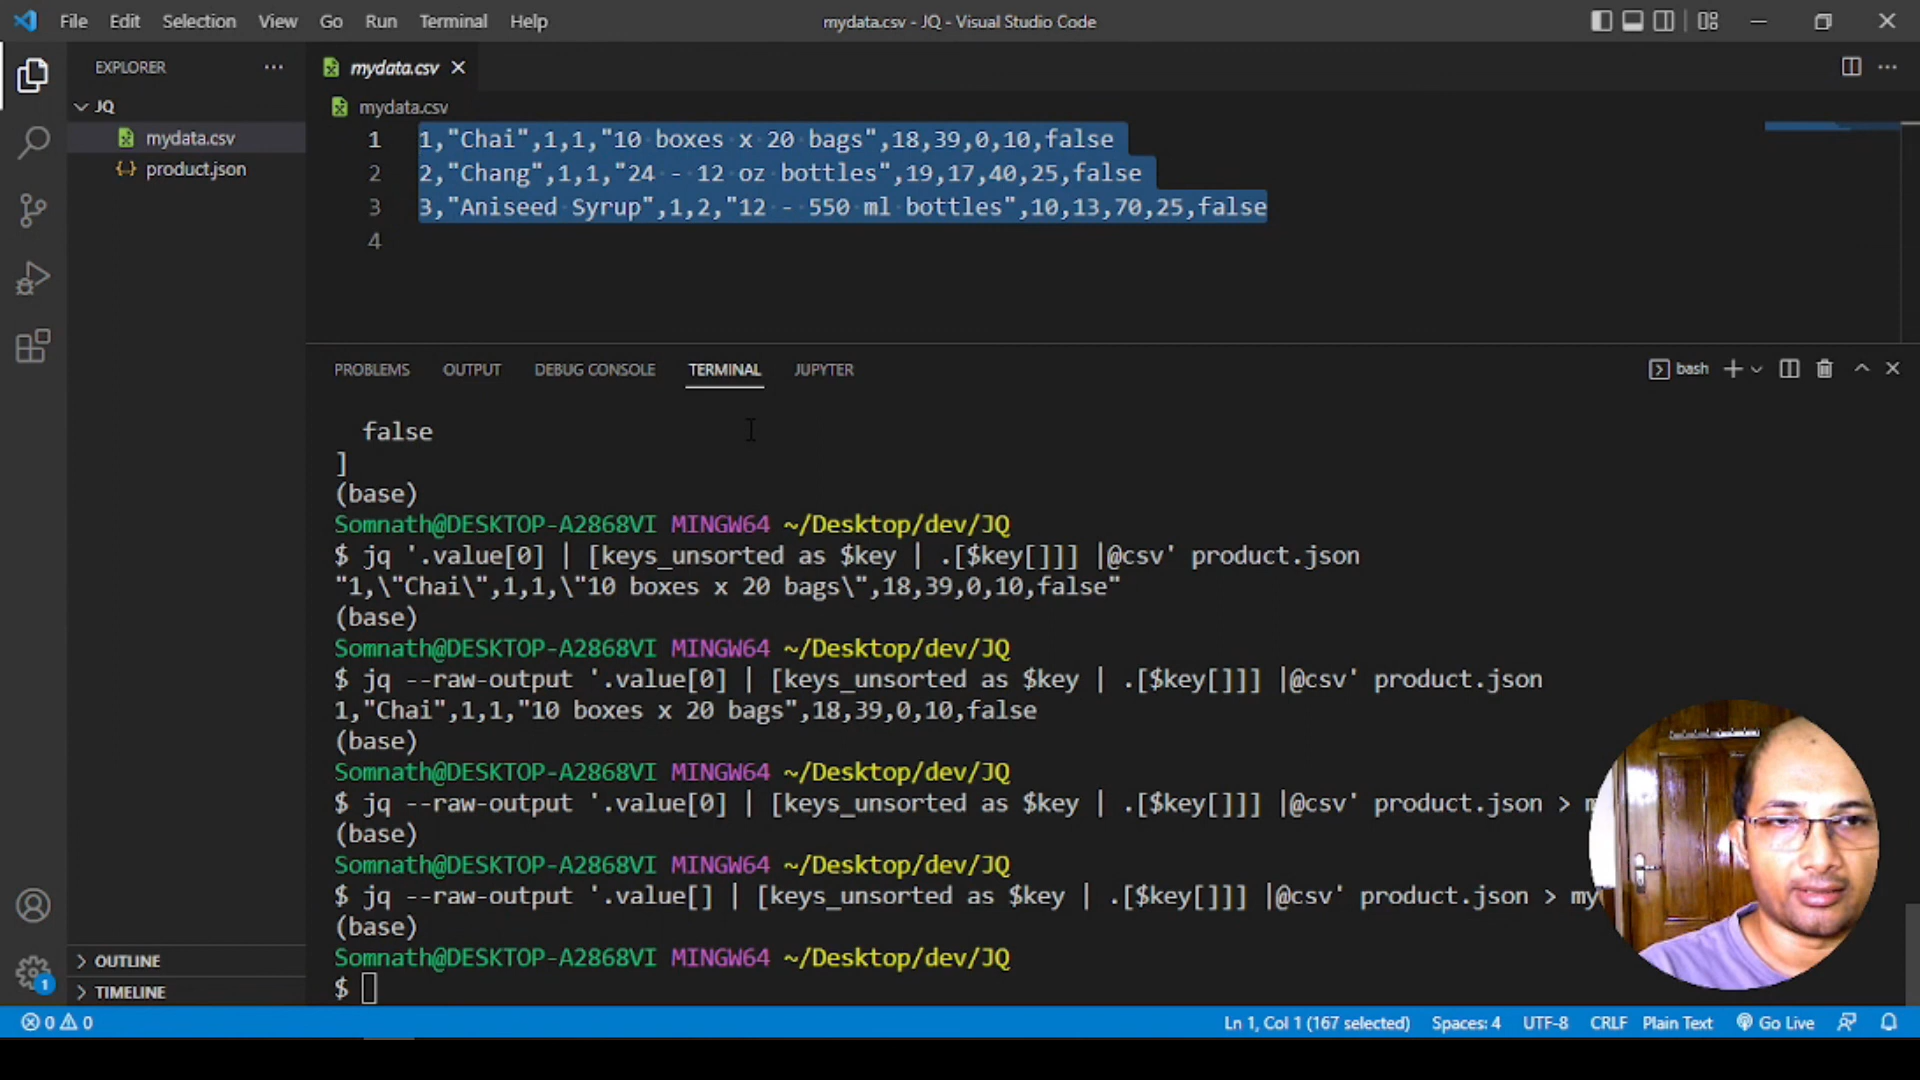 File Edit Selection View Go Run Terminal Help
mydata.csv - JQ - Visual Studio Code
EXPLORER
JQ
mydata.csv
product.json
OUTLINE
TIMELINE
mydata.csv
mydata.csv
1 1,"Chai",1,1,"10 boxes x 20 bags",18,39,0,10,false
2 2,"Chang",1,1,"24 - 12 oz bottles",19,17,40,25,false
3 3,"Aniseed Syrup",1,2,"12 - 550 ml bottles",10,13,70,25,false
4
PROBLEMS OUTPUT DEBUG CONSOLE TERMINAL JUPYTER
bash
false
]
(base)
Somnath@DESKTOP-A2868VI MINGW64 ~/Desktop/dev/JQ
$ jq '.value[0] | [keys_unsorted as $key | .[$key[]]] |@csv' product.json
"1,\"Chai\",1,1,\"10 boxes x 20 bags\",18,39,0,10,false"
(base)
Somnath@DESKTOP-A2868VI MINGW64 ~/Desktop/dev/JQ
$ jq --raw-output '.value[0] | [keys_unsorted as $key | .[$key[]]] |@csv' product.json
1,"Chai",1,1,"10 boxes x 20 bags",18,39,0,10,false
(base)
Somnath@DESKTOP-A2868VI MINGW64 ~/Desktop/dev/JQ
$ jq --raw-output '.value[0] | [keys_unsorted as $key | .[$key[]]] |@csv' product.json >
(base)
Somnath@DESKTOP-A2868VI MINGW64 ~/Desktop/dev/JQ
$ jq --raw-output '.value[] | [keys_unsorted as $key | .[$key[]]] |@csv' product.json > my
(base)
Somnath@DESKTOP-A2868VI MINGW64 ~/Desktop/dev/JQ
$
1
0 0
Ln 1, Col 1 (167 selected) Spaces: 4 UTF-8 CRLF Plain Text Go Live